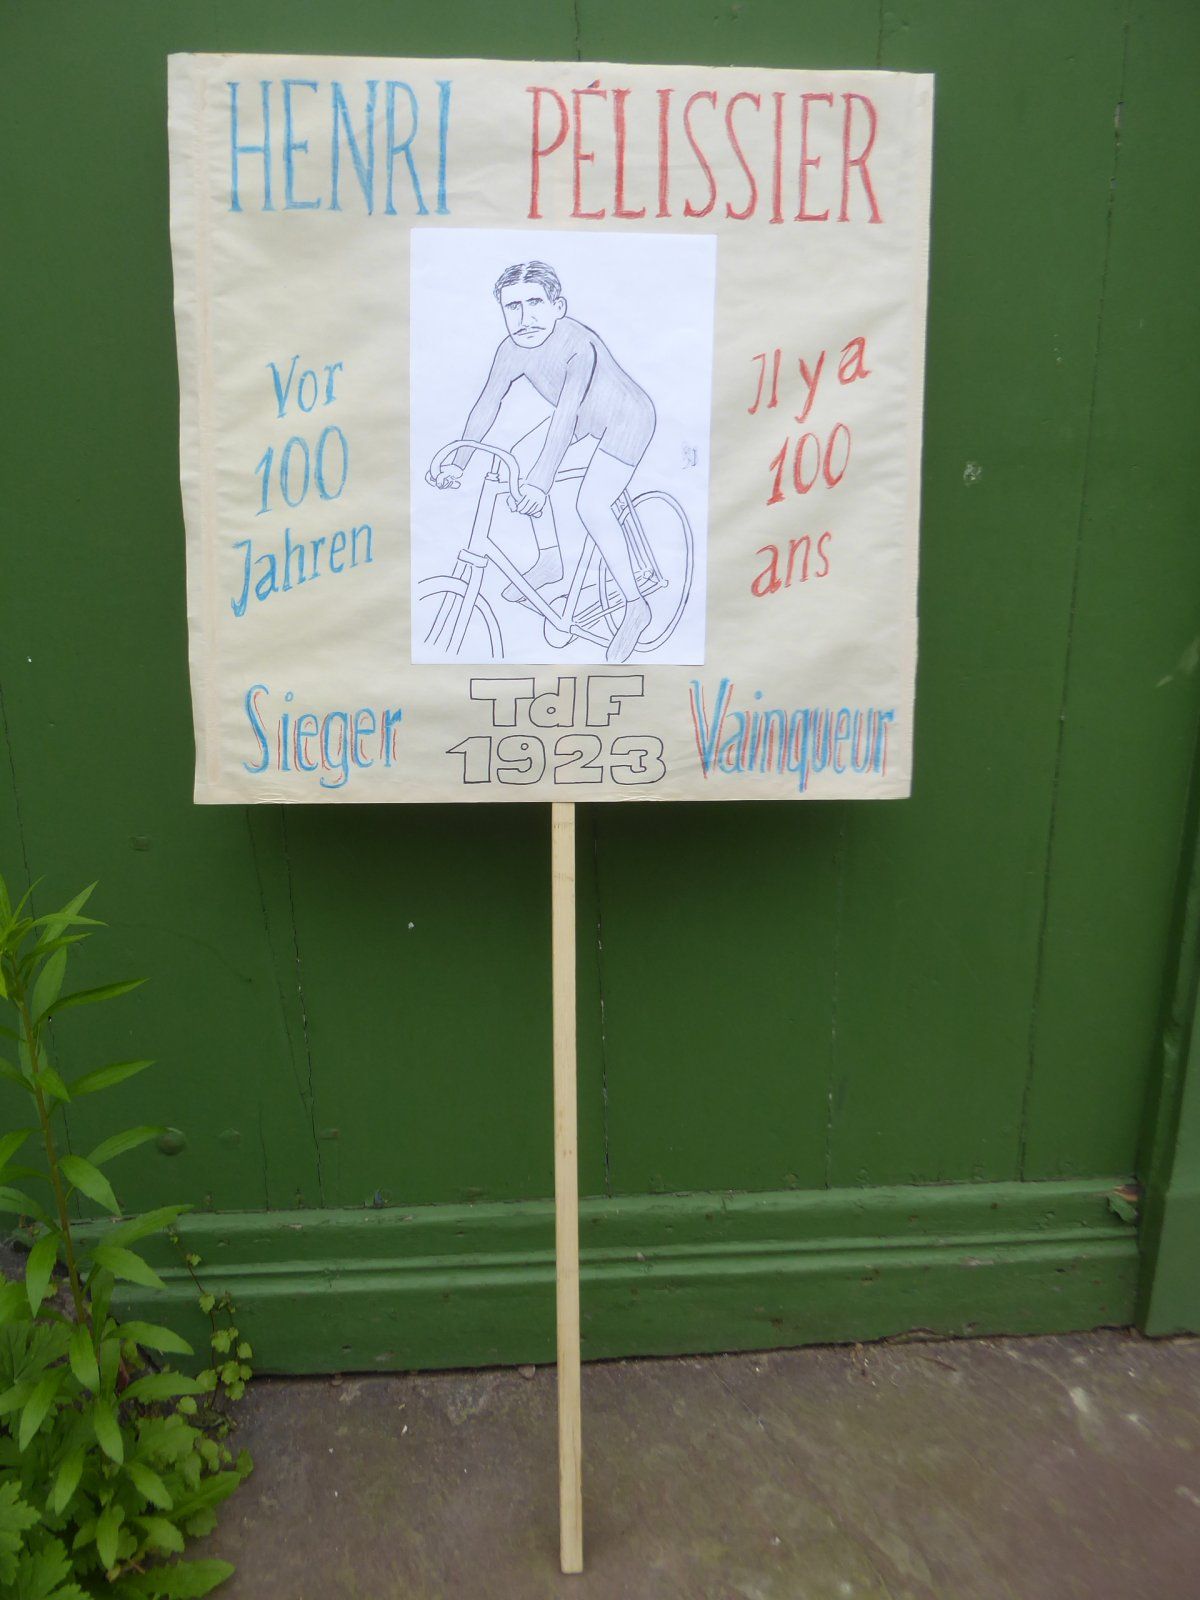 HENRI PÉLISSIER
Vor
100
Jahren
Il y a
100
ans
Sieger
TdF
1923
Vainqueur